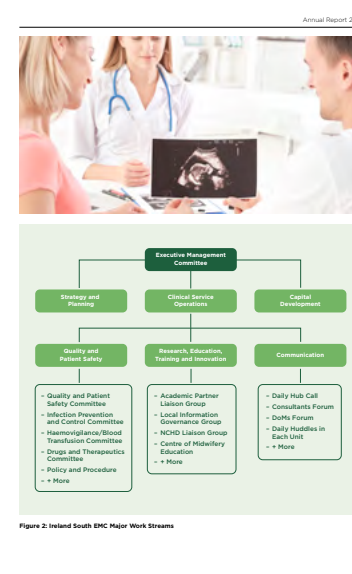 Annual Report 2
Executive Management
Committee
Strategy and
Planning
Clinical Service
Operations
Capital
Development
Quality and
Patient Safety
Research, Education,
Training and Innovation
Communication
– Quality and Patient
Safety Committee
– Infection Prevention
and Control Committee
– Haemovigilance/Blood
Transfusion Committee
– Drugs and Therapeutics
Committee
– Policy and Procedure
– + More
– Academic Partner
Liaison Group
– Local Information
Governance Group
– NCHD Liaison Group
– Centre of Midwifery
Education
– + More
– Daily Hub Call
– Consultants Forum
– DoMs Forum
– Daily Huddles in
Each Unit
– + More
Figure 2: Ireland South EMC Major Work Streams